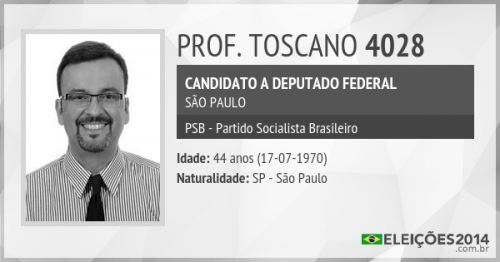 PROF. TOSCANO 4028
CANDIDATO A DEPUTADO FEDERAL
SÃO PAULO
PSB - Partido Socialista Brasileiro
Idade: 44 anos (17-07-1970)
Naturalidade: SP - São Paulo
ELEIÇÕES2014
.com.br